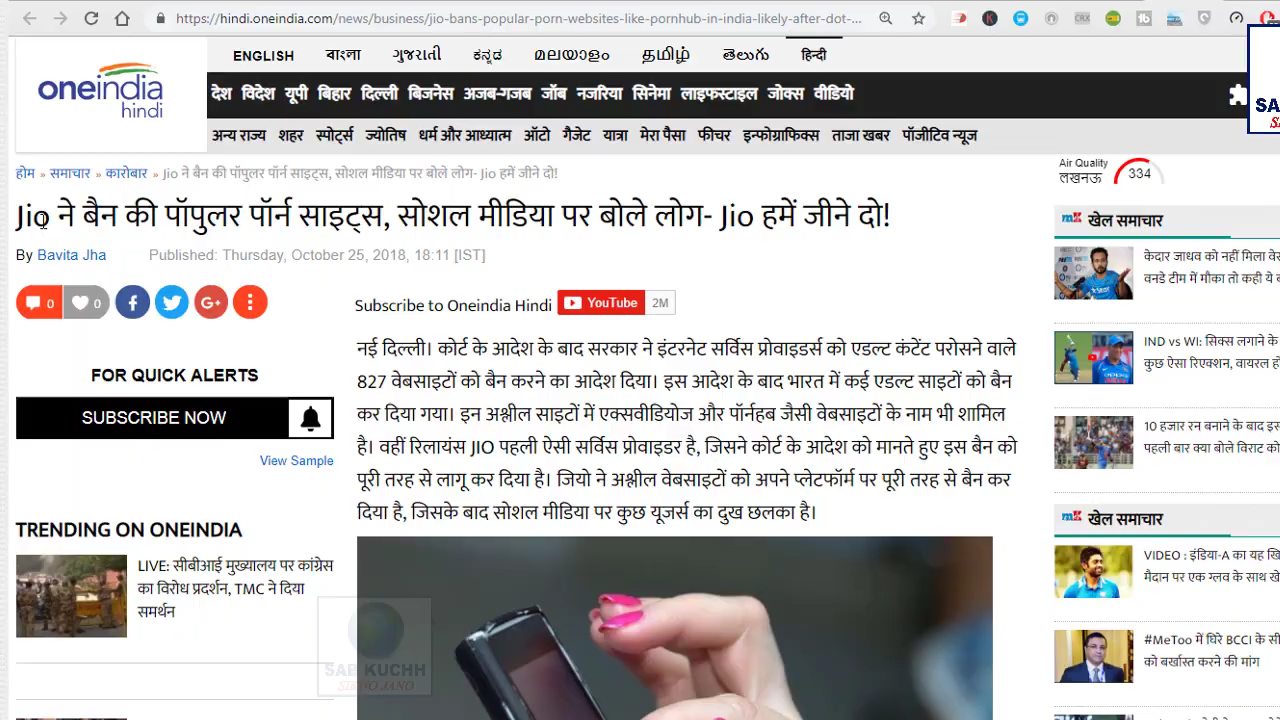 https://hindi.oneindia.com/news/business/jio-bans-popular-porn-websites-like-pornhub-in-india-likely-after-dot-...
ENGLISH বাংলা ગુજરાતી ಕನ್ನಡ മലയാളം தமிழ் తెలుగు हिन्दी
oneindia
hindi
देश विदेश यूपी बिहार दिल्ली बिजनेस अजब-गजब जॉब नजरिया सिनेमा लाइफस्टाइल जोक्स वीडियो
अन्य राज्य शहर स्पोर्ट्स ज्योतिष धर्म और अध्यात्म ऑटो गैजेट यात्रा मेरा पैसा फीचर इन्फोग्राफिक्स ताजा खबर पॉजीटिव न्यूज
होम » समाचार » कारोबार » Jio ने बैन की पॉपुलर पॉर्न साइट्स, सोशल मीडिया पर बोले लोग- Jio हमें जीने दो!
Jio ने बैन की पॉपुलर पॉर्न साइट्स, सोशल मीडिया पर बोले लोग- Jio हमें जीने दो!
By Bavita Jha Published: Thursday, October 25, 2018, 18:11 [IST]
0 0 G+
Subscribe to Oneindia Hindi YouTube 2M
FOR QUICK ALERTS
SUBSCRIBE NOW
View Sample
नई दिल्ली। कोर्ट के आदेश के बाद सरकार ने इंटरनेट सर्विस प्रोवाइडर्स को एडल्ट कंटेंट परोसने वाले
827 वेबसाइटों को बैन करने का आदेश दिया। इस आदेश के बाद भारत में कई एडल्ट साइटों को बैन
कर दिया गया। इन अश्लील साइटों में एक्सवीडियोज और पॉर्नहब जैसी वेबसाइटों के नाम भी शामिल
है। वहीं रिलायंस JIO पहली ऐसी सर्विस प्रोवाइडर है, जिसने कोर्ट के आदेश को मानते हुए इस बैन को
पूरी तरह से लागू कर दिया है। जियो ने अश्लील वेबसाइटों को अपने प्लेटफॉर्म पर पूरी तरह से बैन कर
दिया है, जिसके बाद सोशल मीडिया पर कुछ यूजर्स का दुख छलका है।
TRENDING ON ONEINDIA
LIVE: सीबीआई मुख्यालय पर कांग्रेस
का विरोध प्रदर्शन, TMC ने दिया
समर्थन
SAB KUCHH
SIKHO JANO
Air Quality
लखनऊ 334
खेल समाचार
केदार जाधव को नहीं मिला वेस
वनडे टीम में मौका तो कही ये
IND vs WI: सिक्स लगाने के
कुछ ऐसा रिएक्शन, वायरल
10 हजार रन बनाने के बाद इस
पहली बार क्या बोले विराट को
खेल समाचार
VIDEO : इंडिया-A का यह
मैदान पर एक ग्लव के साथ
#MeToo में घिरे BCCI के सी
को बर्खास्त करने की मांग